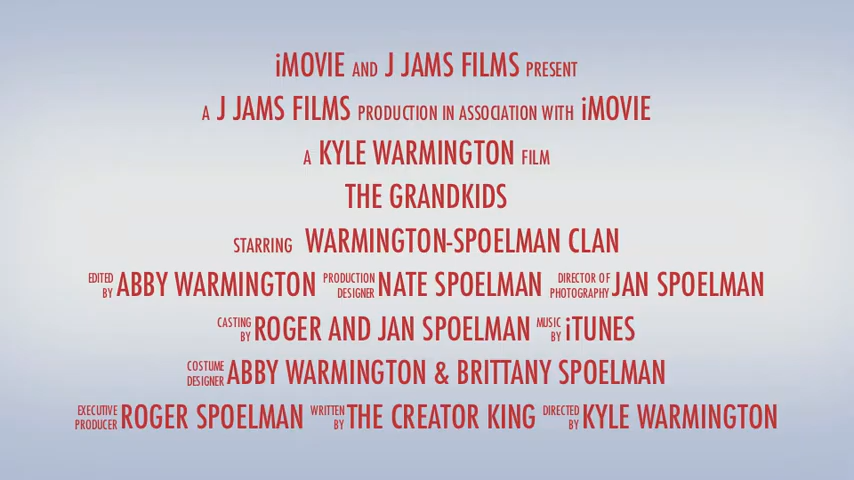 iMOVIE AND J JAMS FILMS PRESENT
A J JAMS FILMS PRODUCTION IN ASSOCIATION WITH iMOVIE
A KYLE WARMINGTON FILM
THE GRANDKIDS
STARRING WARMINGTON-SPOELMAN CLAN
EDITED BY ABBY WARMINGTON PRODUCTION DESIGNER NATE SPOELMAN DIRECTOR OF PHOTOGRAPHY JAN SPOELMAN
CASTING BY ROGER AND JAN SPOELMAN MUSIC BY iTUNES
COSTUME DESIGNER ABBY WARMINGTON & BRITTANY SPOELMAN
EXECUTIVE PRODUCER ROGER SPOELMAN WRITTEN BY THE CREATOR KING DIRECTED BY KYLE WARMINGTON